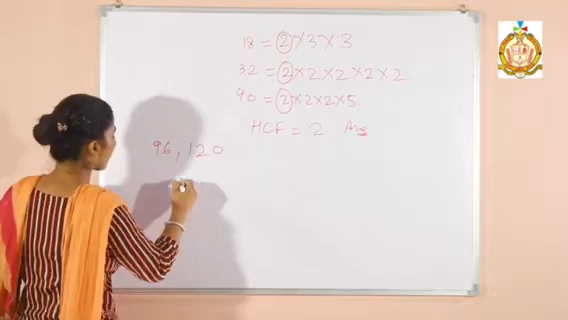 18 = 2×3×3
32 = 2×2×2×2×2
40 = 2×2×2×5
HCF = 2 Ans
96, 120